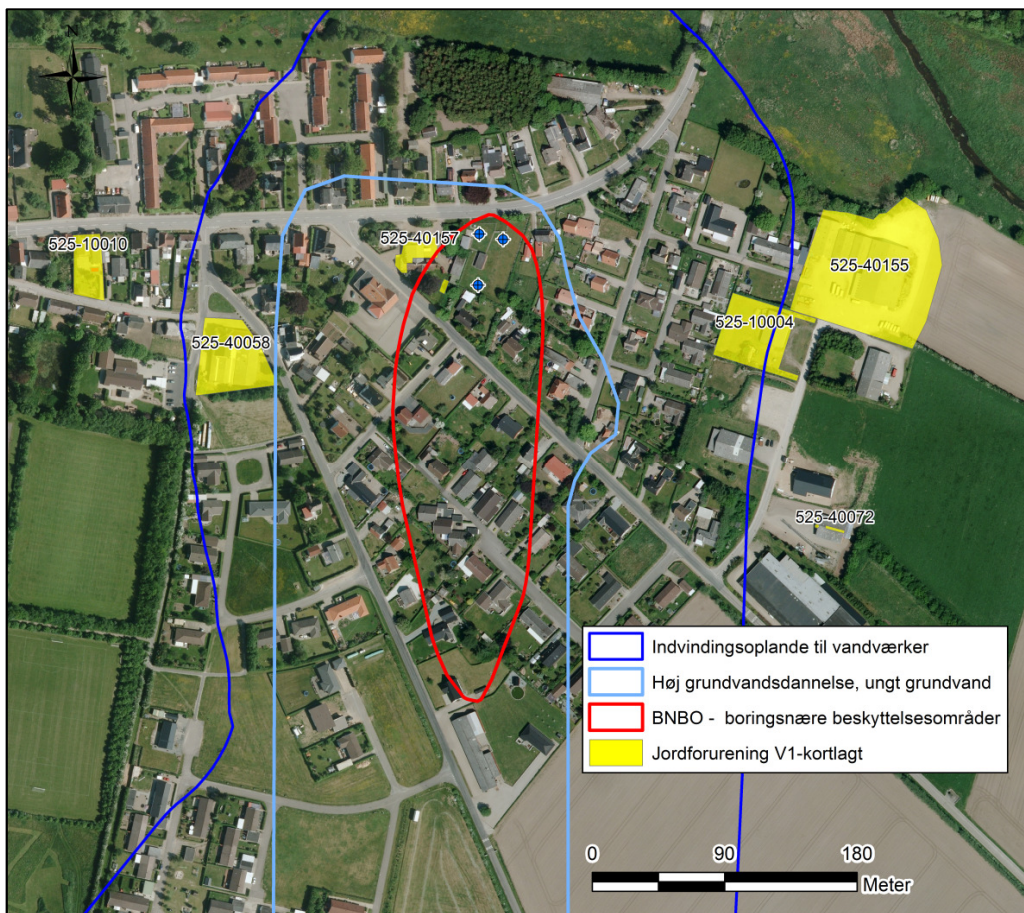 N
525-10010
525-40157
525-40155
525-10004
525-40058
525-40072
Indvindingsoplande til vandværker
Høj grundvandsdannelse, ungt grundvand
BNBO - boringsnære beskyttelsesområder
Jordforurening V1-kortlagt
0 90 180
Meter